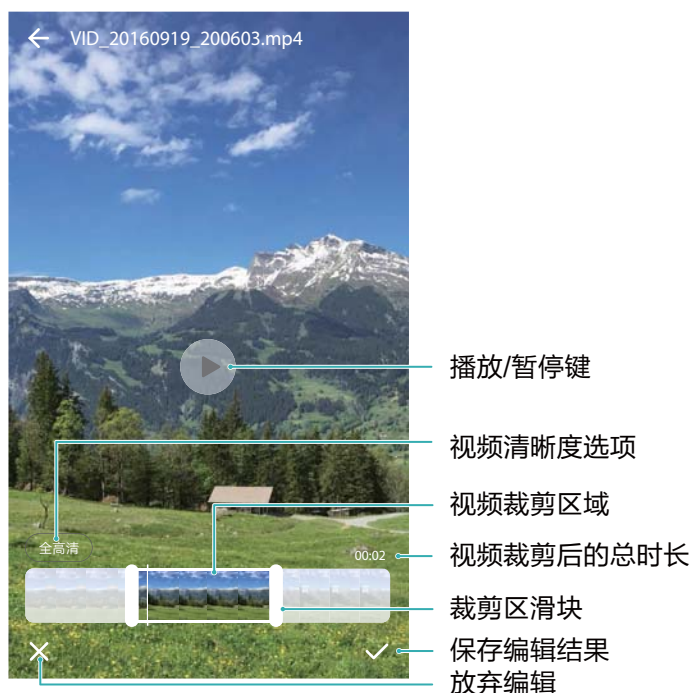 VID_20160919_200603.mp4
播放/暂停键
视频清晰度选项
视频裁剪区域
全高清
00:02
视频裁剪后的总时长
裁剪区滑块
保存编辑结果
放弃编辑